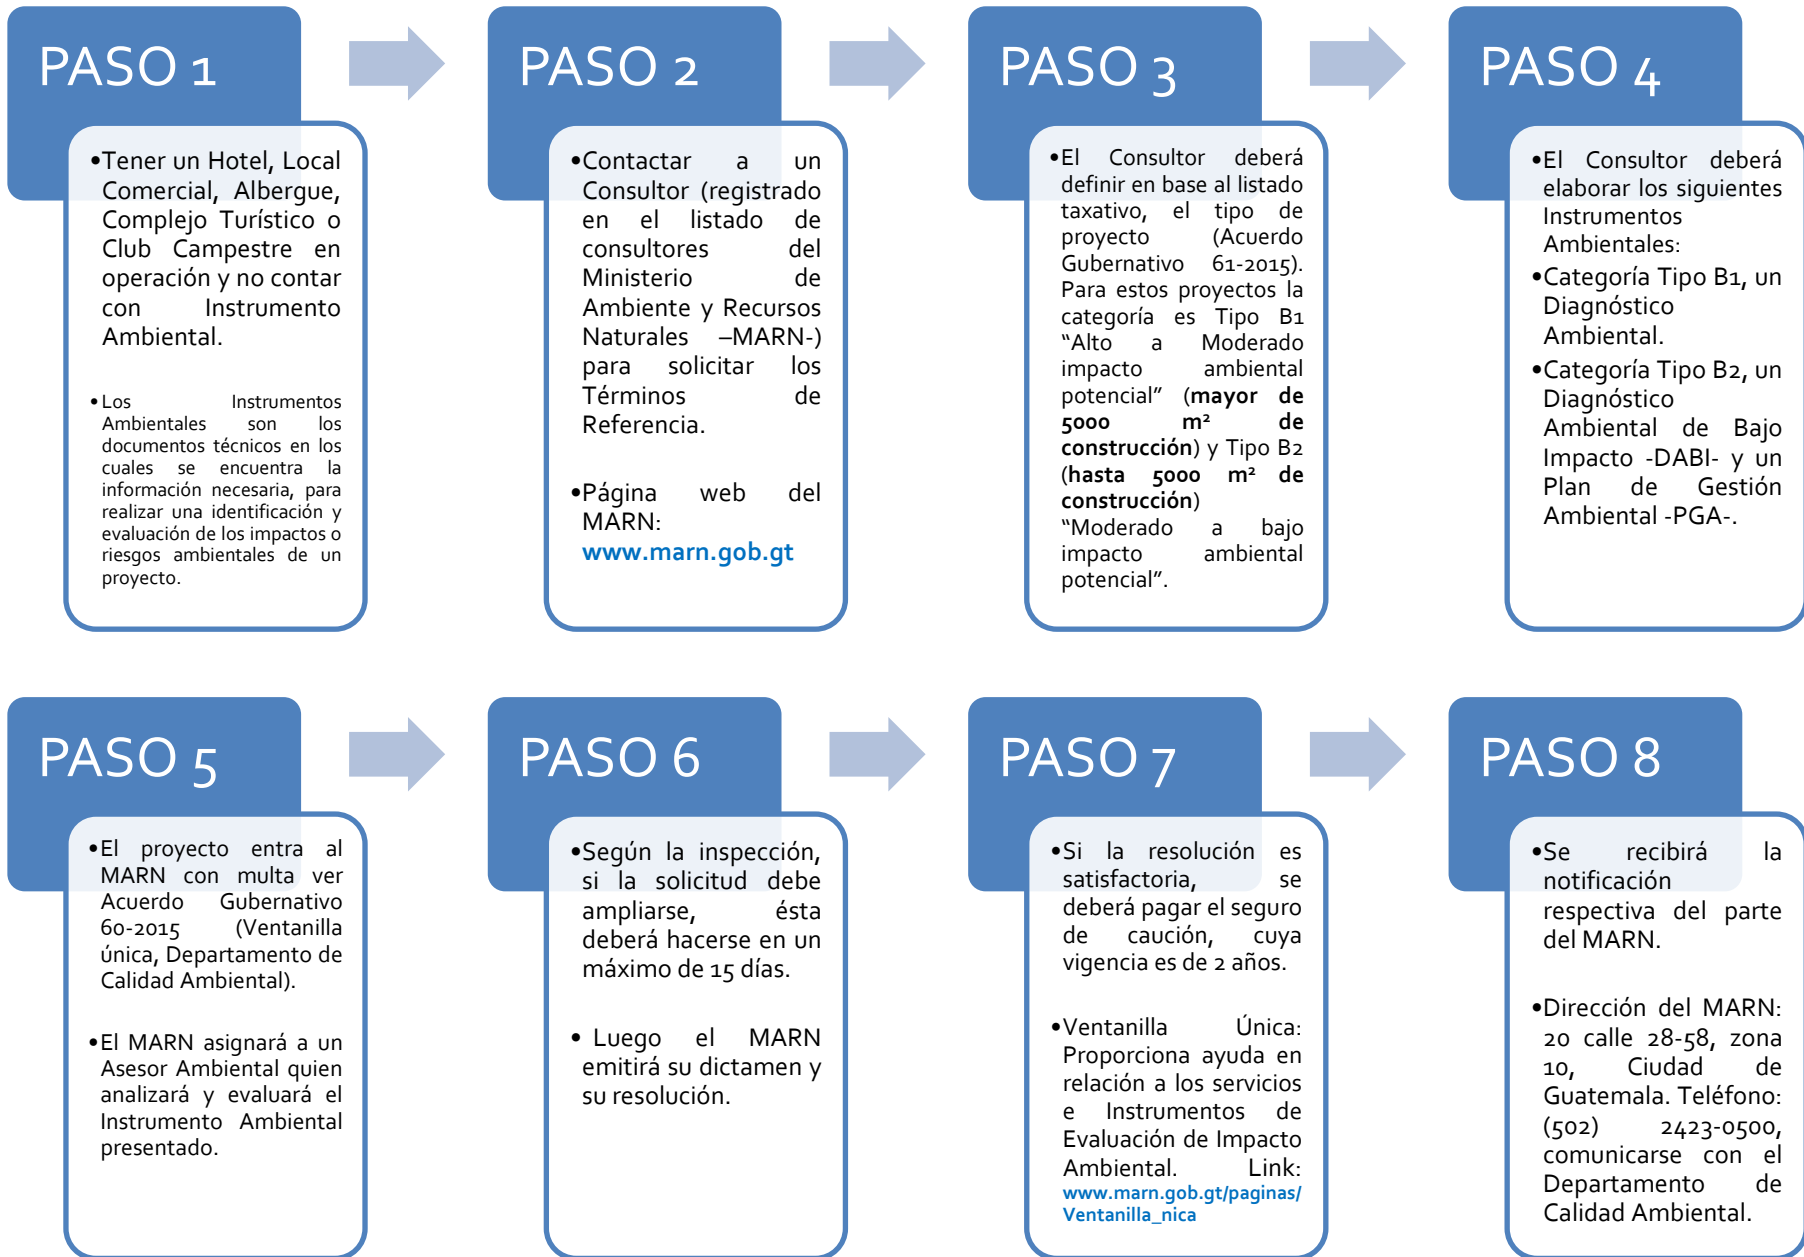 PASO 1
•Tener un Hotel, Local
Comercial, Albergue,
Complejo Turístico o
Club Campestre en
operación y no contar
con Instrumento
Ambiental.
•Los Instrumentos
Ambientales son los
documentos técnicos en los
cuales se encuentra la
información necesaria, para
realizar una identificación y
evaluación de los impactos o
riesgos ambientales de un
proyecto.
PASO 2
•Contactar a un
Consultor (registrado
en el listado de
consultores del
Ministerio de
Ambiente y Recursos
Naturales –MARN-)
para solicitar los
Términos de
Referencia.
•Página web del
MARN:
www.marn.gob.gt
PASO 3
•El Consultor deberá
definir en base al listado
taxativo, el tipo de
proyecto (Acuerdo
Gubernativo 61-2015).
Para estos proyectos la
categoría es Tipo B1
“Alto a Moderado
impacto ambiental
potencial” (mayor de
5000 m² de
construcción) y Tipo B2
(hasta 5000 m² de
construcción)
“Moderado a bajo
impacto ambiental
potencial”.
PASO 4
•El Consultor deberá
elaborar los siguientes
Instrumentos
Ambientales:
•Categoría Tipo B1, un
Diagnóstico
Ambiental.
•Categoría Tipo B2, un
Diagnóstico
Ambiental de Bajo
Impacto -DABI- y un
Plan de Gestión
Ambiental -PGA-.
PASO 5
•El proyecto entra al
MARN con multa ver
Acuerdo Gubernativo
60-2015 (Ventanilla
única, Departamento de
Calidad Ambiental).
•El MARN asignará a un
Asesor Ambiental quien
analizará y evaluará el
Instrumento Ambiental
presentado.
PASO 6
•Según la inspección,
si la solicitud debe
ampliarse, ésta
deberá hacerse en un
máximo de 15 días.
• Luego el MARN
emitirá su dictamen y
su resolución.
PASO 7
•Si la resolución es
satisfactoria, se
deberá pagar el seguro
de caución, cuya
vigencia es de 2 años.
•Ventanilla Única:
Proporciona ayuda en
relación a los servicios
e Instrumentos de
Evaluación de Impacto
Ambiental. Link:
www.marn.gob.gt/paginas/
Ventanilla_nica
PASO 8
•Se recibirá la
notificación
respectiva del parte
del MARN.
•Dirección del MARN:
20 calle 28-58, zona
10, Ciudad de
Guatemala. Teléfono:
(502) 2423-0500,
comunicarse con el
Departamento de
Calidad Ambiental.